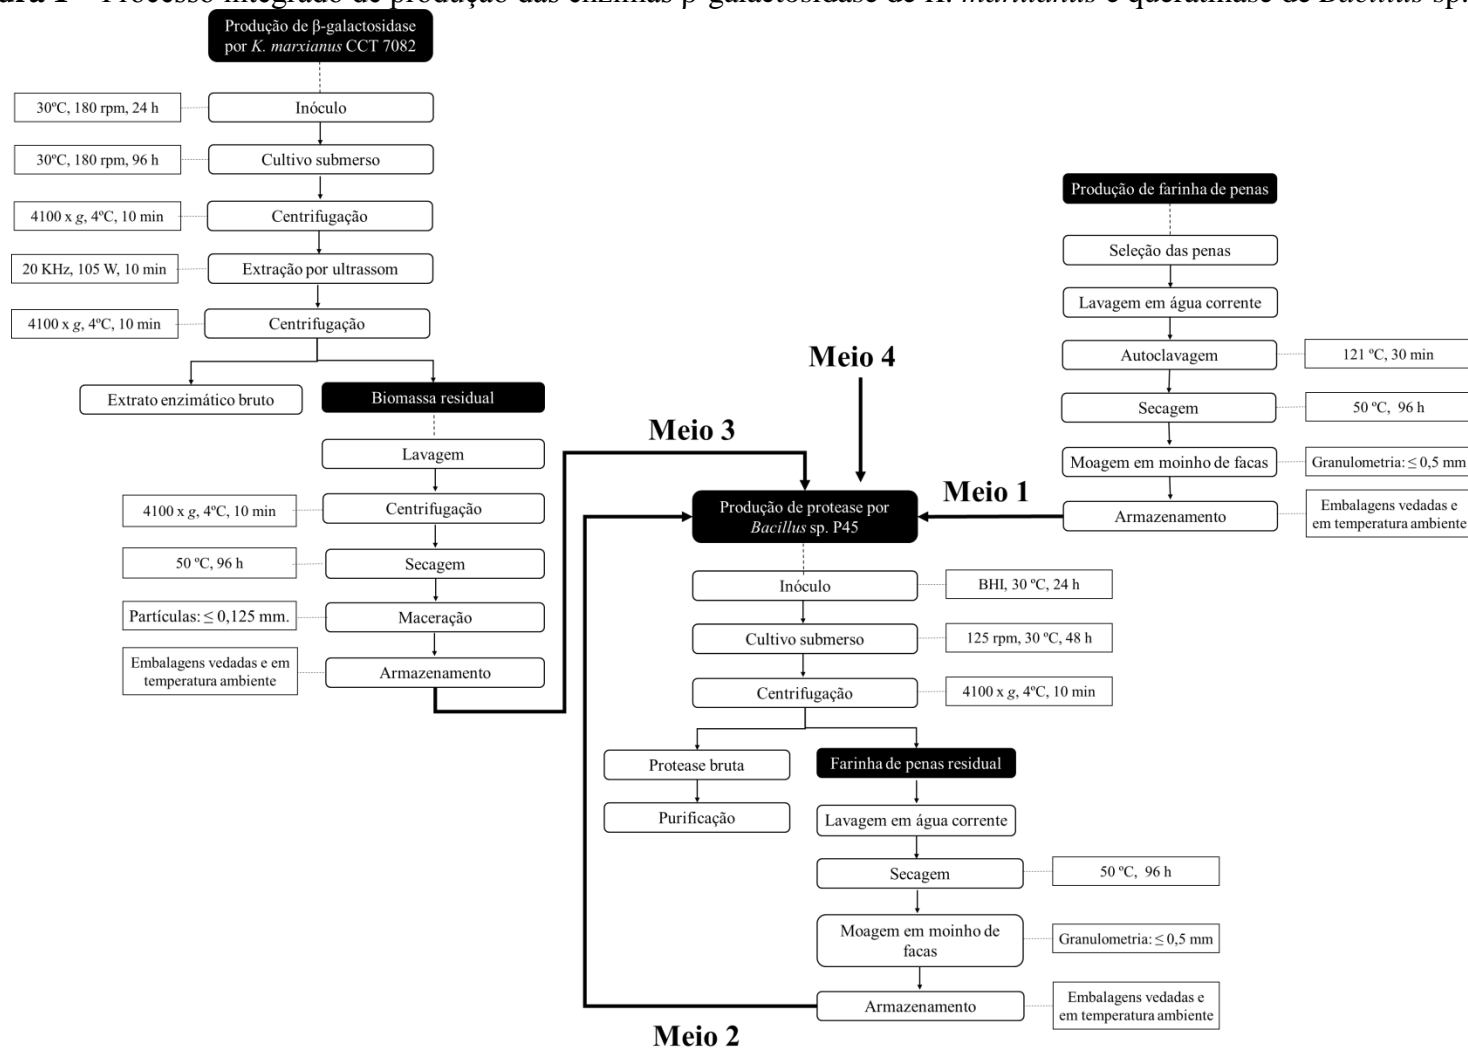 Produção de β-galactosidase
por K. marxianus CCT 7082
30ºC, 180 rpm, 24 h
Inóculo
30ºC, 180 rpm, 96 h
Cultivo submerso
4100 x g, 4ºC, 10 min
Centrifugação
20 KHz, 105 W, 10 min
Extração por ultrassom
4100 x g, 4ºC, 10 min
Centrifugação
Extrato enzimático bruto
Biomassa residual
Lavagem
4100 x g, 4ºC, 10 min
Centrifugação
50 ºC, 96 h
Secagem
Partículas: ≤ 0,125 mm.
Maceração
Embalagens vedadas e em
temperatura ambiente
Armazenamento
Meio 3
Meio 4
Produção de farinha de penas
Seleção das penas
Lavagem em água corrente
Autoclavagem
121 ºC, 30 min
Secagem
50 ºC, 96 h
Moagem em moinho de facas
Granulometria: ≤ 0,5 mm
Armazenamento
Embalagens vedadas e
em temperatura ambiente
Meio 1
Produção de protease por
Bacillus sp. P45
Inóculo
BHI, 30 ºC, 24 h
Cultivo submerso
125 rpm, 30 ºC, 48 h
Centrifugação
4100 x g, 4ºC, 10 min
Protease bruta
Purificação
Farinha de penas residual
Lavagem em água corrente
Secagem
50 ºC, 96 h
Moagem em moinho de
facas
Granulometria: ≤ 0,5 mm
Armazenamento
Embalagens vedadas e
em temperatura ambiente
Meio 2